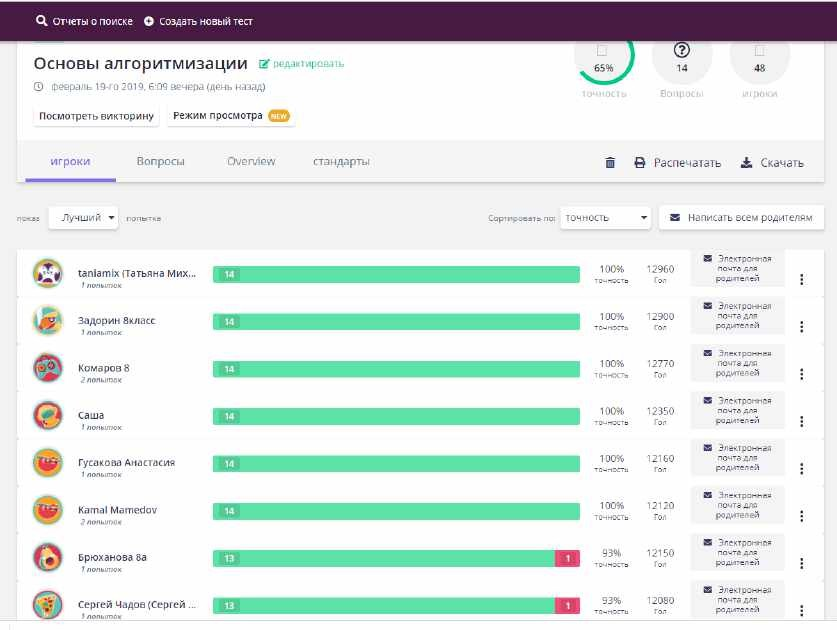 Отчеты о поиске Создать новый тест
Основы алгоритмизации редактировать
февраль 19-го 2019, 6:09 вечера (день назад)
Посмотреть викторину Режим просмотра NEW
65% 14 48
точность Вопросы игроки
игроки Вопросы Overview стандарты Распечатать Скачать
показ Лучший попытка Сортировать по: точность Написать всем родителям
taniamix (Татьяна Мих... 14 100% 12960 Электронная почта для родителей
1 попыток точность Гол
Задорин 8класс 14 100% 12900 Электронная почта для родителей
1 попыток точность Гол
Комаров 8 14 100% 12770 Электронная почта для родителей
2 попыток точность Гол
Саша 14 100% 12350 Электронная почта для родителей
1 попыток точность Гол
Гусакова Анастасия 14 100% 12160 Электронная почта для родителей
1 попыток точность Гол
Kamal Mamedov 14 100% 12120 Электронная почта для родителей
2 попыток точность Гол
Брюханова 8а 13 1 93% 12150 Электронная почта для родителей
1 попыток точность Гол
Сергей Чадов (Сергей ... 13 1 93% 12080 Электронная почта для родителей
1 попыток точность Гол